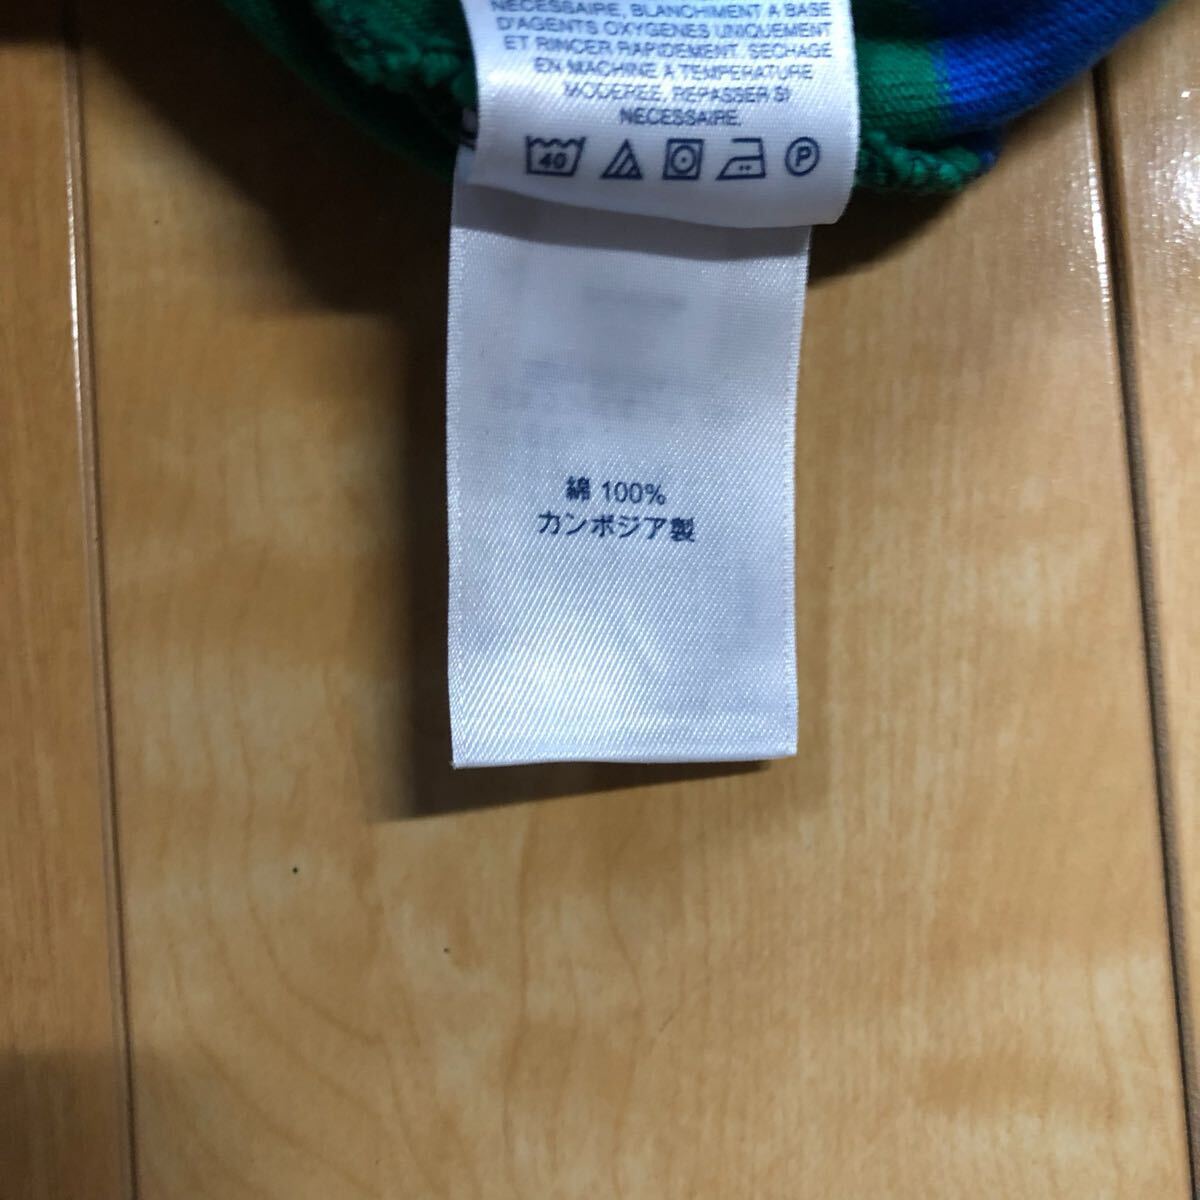 NECESSAIRE, BLANCHIMENT A BASE
D'AGENTS OXYGENES UNIQUEMENT
ET RINCER RAPIDEMENT. SECHAGE
EN MACHINE A TEMPERATURE
MODEREE, REPASSER SI
NECESSAIRE.
40
P
綿 100%
カンボジア製